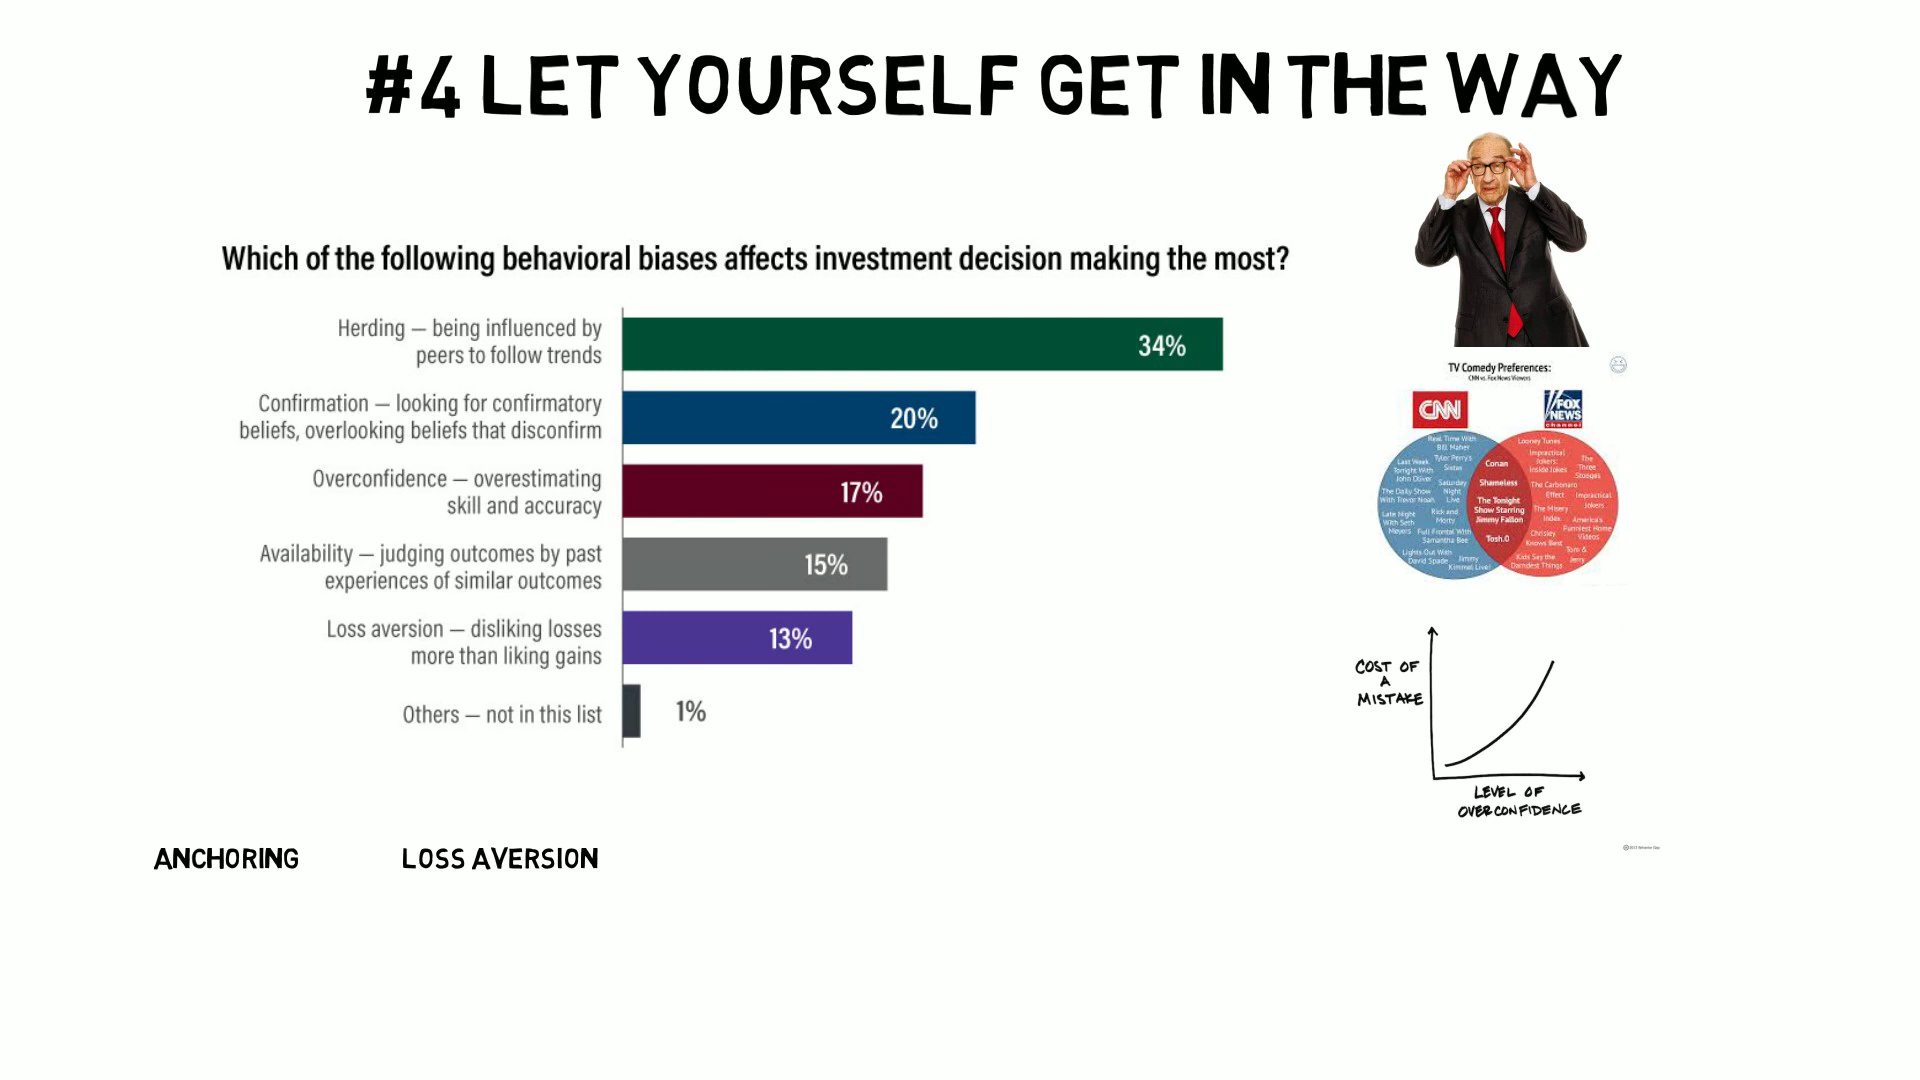 #4 LET YOURSELF GET IN THE WAY
Which of the following behavioral biases affects investment decision making the most?
Herding — being influenced by
peers to follow trends
34%
Confirmation — looking for confirmatory
beliefs, overlooking beliefs that disconfirm
20%
Overconfidence — overestimating
skill and accuracy
17%
Availability — judging outcomes by past
experiences of similar outcomes
15%
Loss aversion — disliking losses
more than liking gains
13%
Others — not in this list
1%
TV Comedy Preferences:
CNN vs. Fox News Viewers
CNN
FOX
NEWS
channel
Real Time With
Bill Maher
Tyler Perry's
Sistas
Last Week
Tonight With
John Oliver
Saturday
Night
Live
The Daily Show
With Trevor Noah
Rick and
Morty
Late Night
With Seth
Meyers
Full Frontal With
Samantha Bee
Lights Out With
David Spade
Jimmy
Kimmel Live!
Conan
Shameless
The Tonight
Show Starring
Jimmy Fallon
Tosh.0
Looney Tunes
Impractical
Jokers:
Inside Jokes
The
Three
Stooges
The Carbonaro
Effect
Impractical
Jokers
The Misery
Index
America's
Funniest Home
Videos
Chrisley
Knows Best
Tom &
Jerry
Kids Say the
Darndest Things
COST OF
A
MISTAKE
LEVEL OF
OVERCONFIDENCE
ANCHORING
LOSS AVERSION